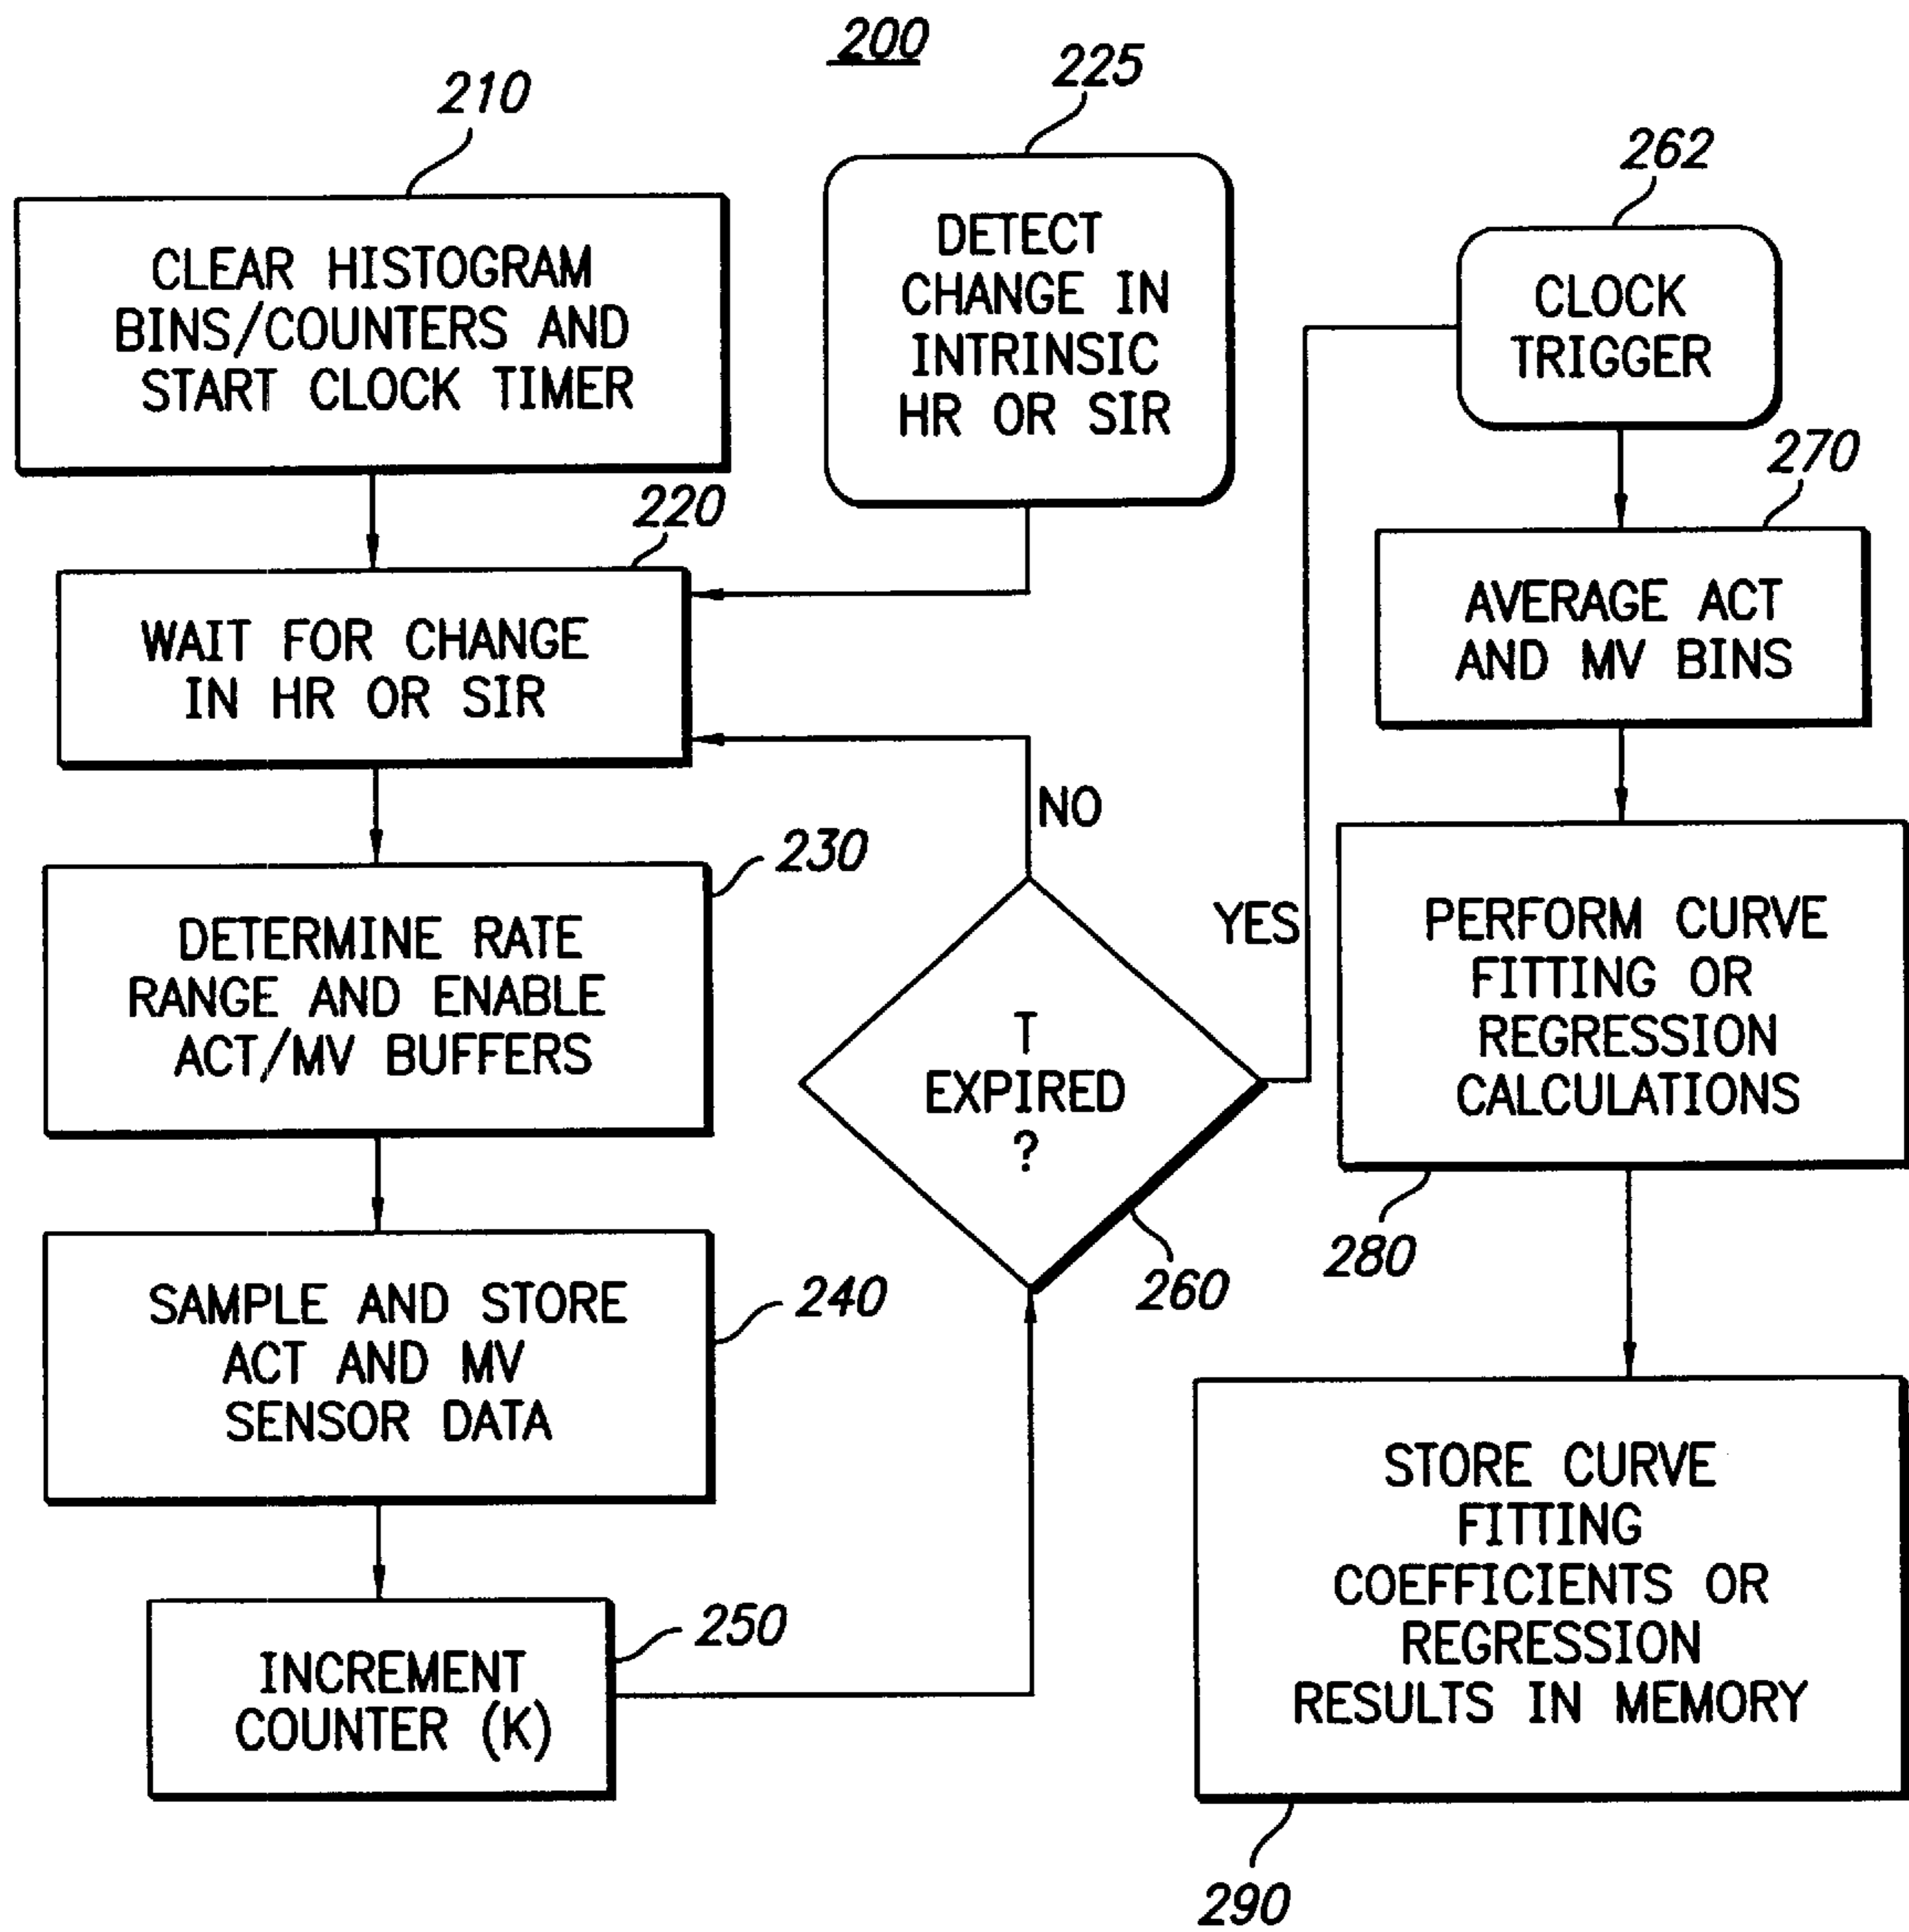 200
210
CLEAR HISTOGRAM
BINS/COUNTERS AND
START CLOCK TIMER
225
DETECT
CHANGE IN
INTRINSIC
HR OR SIR
262
CLOCK
TRIGGER
220
WAIT FOR CHANGE
IN HR OR SIR
270
AVERAGE ACT
AND MV BINS
230
DETERMINE RATE
RANGE AND ENABLE
ACT/MV BUFFERS
NO
YES
T
EXPIRED
?
260
PERFORM CURVE
FITTING OR
REGRESSION
CALCULATIONS
280
240
SAMPLE AND STORE
ACT AND MV
SENSOR DATA
250
INCREMENT
COUNTER (K)
STORE CURVE
FITTING
COEFFICIENTS OR
REGRESSION
RESULTS IN MEMORY
290